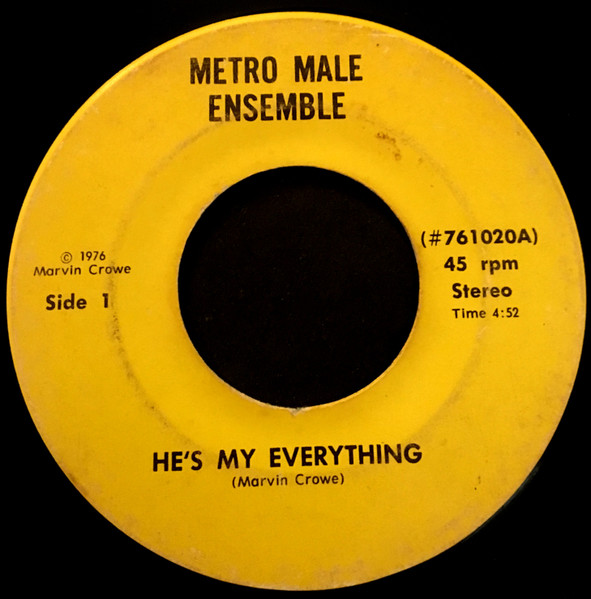 METRO MALE
ENSEMBLE
© 1976
Marvin Crowe
Side 1
(#761020A)
45 rpm
Stereo
Time 4:52
HE'S MY EVERYTHING
(Marvin Crowe)